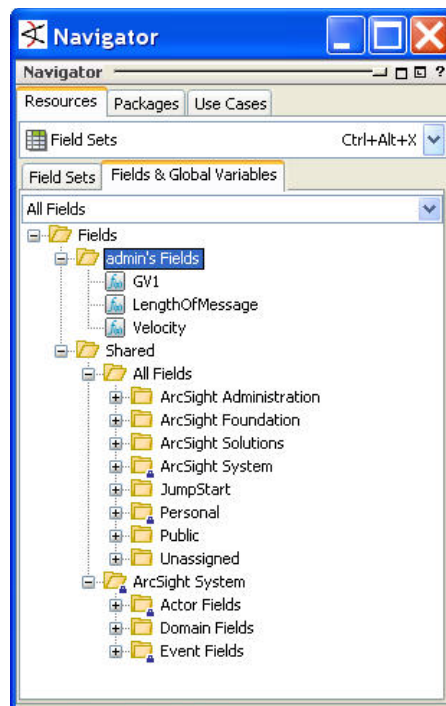 Navigator
Navigator ?
Resources Packages Use Cases
Field Sets Ctrl+Alt+X
Field Sets Fields & Global Variables
All Fields
Fields
admin's Fields
GV1
LengthOfMessage
Velocity
Shared
All Fields
ArcSight Administration
ArcSight Foundation
ArcSight Solutions
ArcSight System
JumpStart
Personal
Public
Unassigned
ArcSight System
Actor Fields
Domain Fields
Event Fields